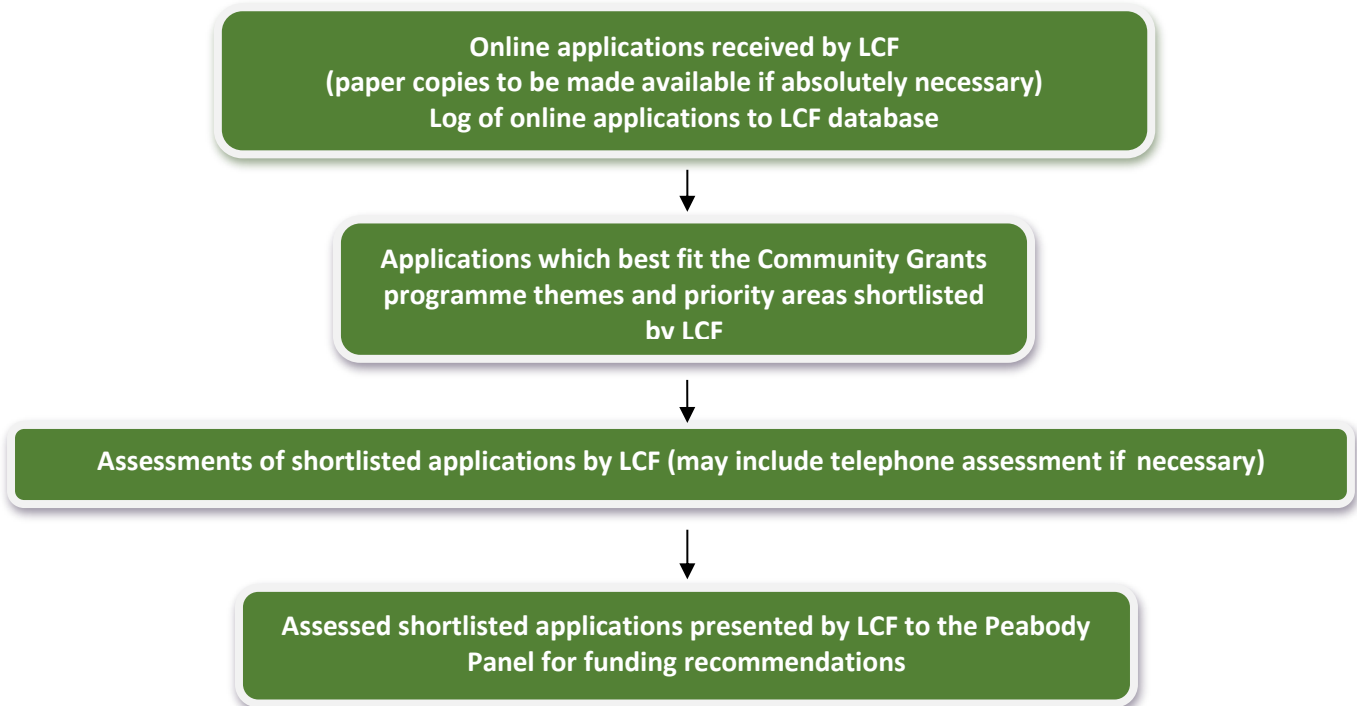 Online applications received by LCF
(paper copies to be made available if absolutely necessary)
Log of online applications to LCF database
Applications which best fit the Community Grants
programme themes and priority areas shortlisted
by LCF
Assessments of shortlisted applications by LCF (may include telephone assessment if necessary)
Assessed shortlisted applications presented by LCF to the Peabody
Panel for funding recommendations